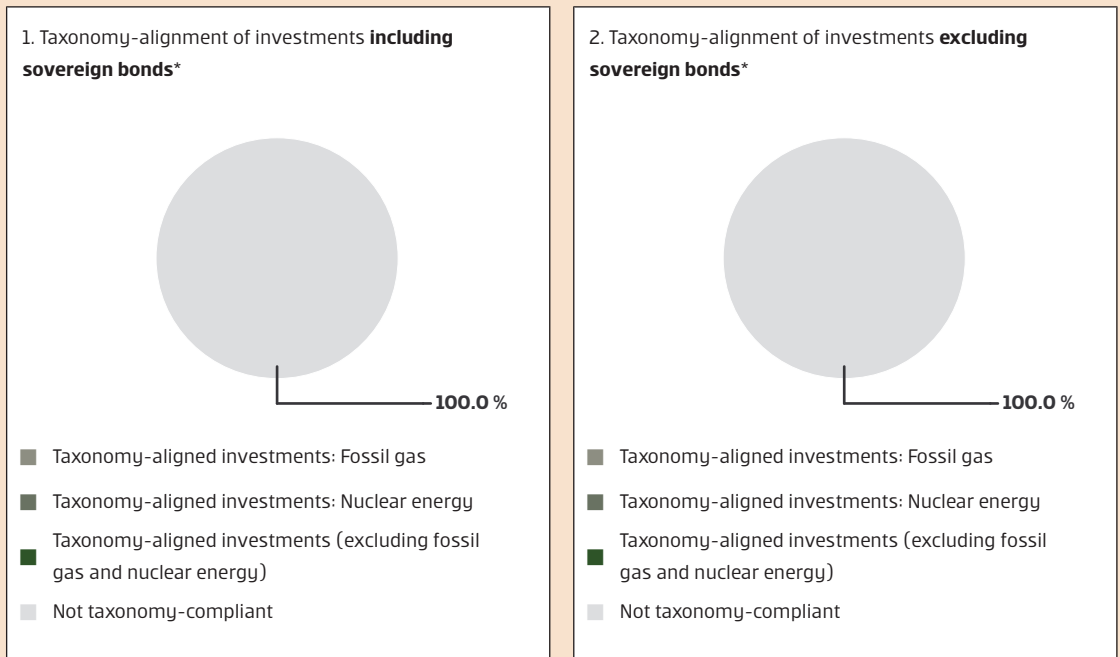 1. Taxonomy-alignment of investments including
sovereign bonds*
100.0 %
Taxonomy-aligned investments: Fossil gas
Taxonomy-aligned investments: Nuclear energy
Taxonomy-aligned investments (excluding fossil
gas and nuclear energy)
Not taxonomy-compliant
2. Taxonomy-alignment of investments excluding
sovereign bonds*
100.0 %
Taxonomy-aligned investments: Fossil gas
Taxonomy-aligned investments: Nuclear energy
Taxonomy-aligned investments (excluding fossil
gas and nuclear energy)
Not taxonomy-compliant